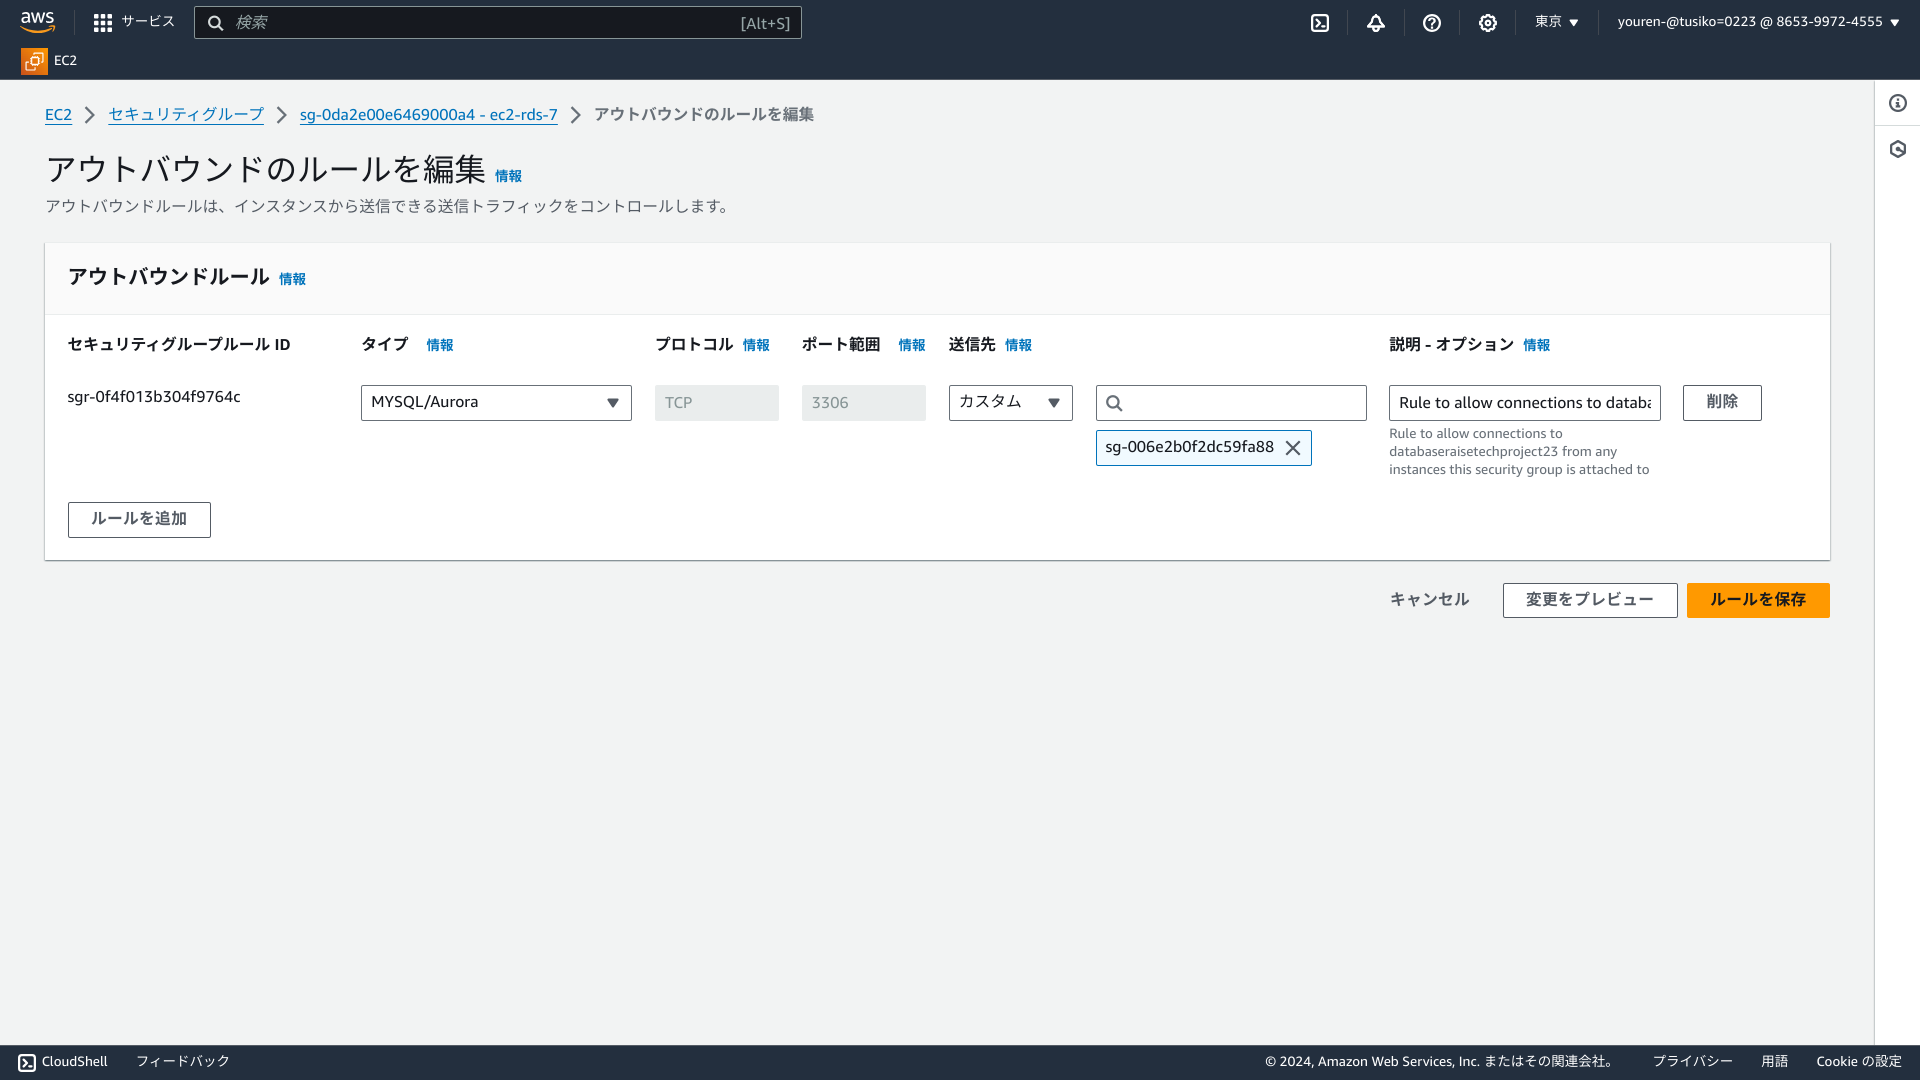 aws
サービス
検索
[Alt+S]
東京
youren-@tusiko=0223 @ 8653-9972-4555
EC2
EC2
セキュリティグループ
sg-0da2e00e6469000a4 - ec2-rds-7
アウトバウンドのルールを編集
アウトバウンドのルールを編集 情報
アウトバウンドルールは、インスタンスから送信できる送信トラフィックをコントロールします。
アウトバウンドルール 情報
セキュリティグループルール ID
タイプ 情報
プロトコル 情報
ポート範囲 情報
送信先 情報
説明 - オプション 情報
sgr-0f4f013b304f9764c
MYSQL/Aurora
TCP
3306
カスタム
sg-006e2b0f2dc59fa88
Rule to allow connections to databa
Rule to allow connections to
databaseraisetechproject23 from any
instances this security group is attached to
削除
ルールを追加
キャンセル
変更をプレビュー
ルールを保存
CloudShell
フィードバック
© 2024, Amazon Web Services, Inc. またはその関連会社。
プライバシー
用語
Cookie の設定